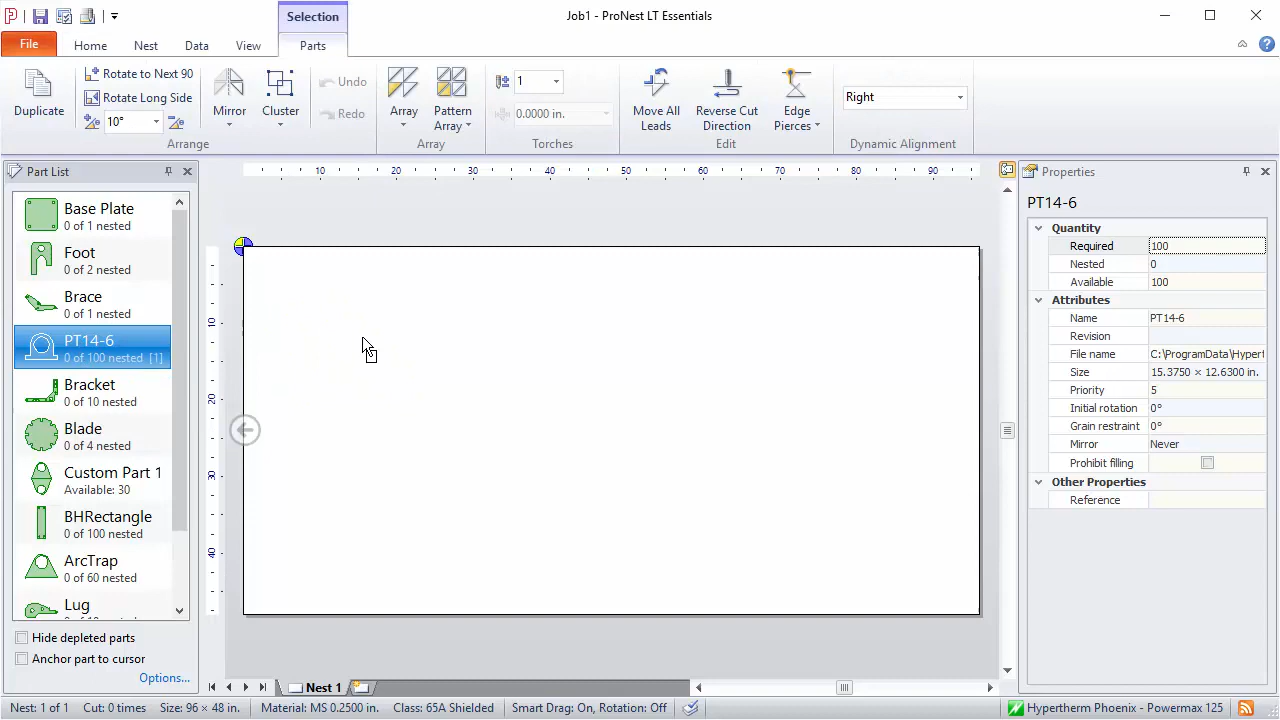 Selection
Job1 - ProNest LT Essentials
File
Home
Nest
Data
View
Parts
Duplicate
Rotate to Next 90
Rotate Long Side
10°
Mirror
Cluster
Undo
Redo
Arrange
Array
Pattern
Array
Array
1
0.0000 in.
Torches
Move All
Leads
Reverse Cut
Direction
Edge
Pierces
Edit
Right
Dynamic Alignment
Part List
Base Plate
0 of 1 nested
Foot
0 of 2 nested
Brace
0 of 1 nested
PT14-6
0 of 100 nested [1]
Bracket
0 of 10 nested
Blade
0 of 4 nested
Custom Part 1
Available: 30
BHRectangle
0 of 100 nested
ArcTrap
0 of 60 nested
Lug
Hide depleted parts
Anchor part to cursor
Options...
10 20 30 40 50 60 70 80 90
10
20
30
40
Nest 1
Properties
PT14-6
Quantity
Required 100
Nested 0
Available 100
Attributes
Name PT14-6
Revision
File name C:\ProgramData\Hypert
Size 15.3750 × 12.6300 in.
Priority 5
Initial rotation 0°
Grain restraint 0°
Mirror Never
Prohibit filling
Other Properties
Reference
Nest: 1 of 1
Cut: 0 times
Size: 96 × 48 in.
Material: MS 0.2500 in.
Class: 65A Shielded
Smart Drag: On, Rotation: Off
Hypertherm Phoenix - Powermax 125